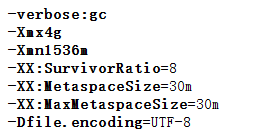 -verbose:gc
-Xmx4g
-Xmn1536m
-XX:SurvivorRatio=8
-XX:MetaspaceSize=30m
-XX:MaxMetaspaceSize=30m
-Dfile.encoding=UTF-8